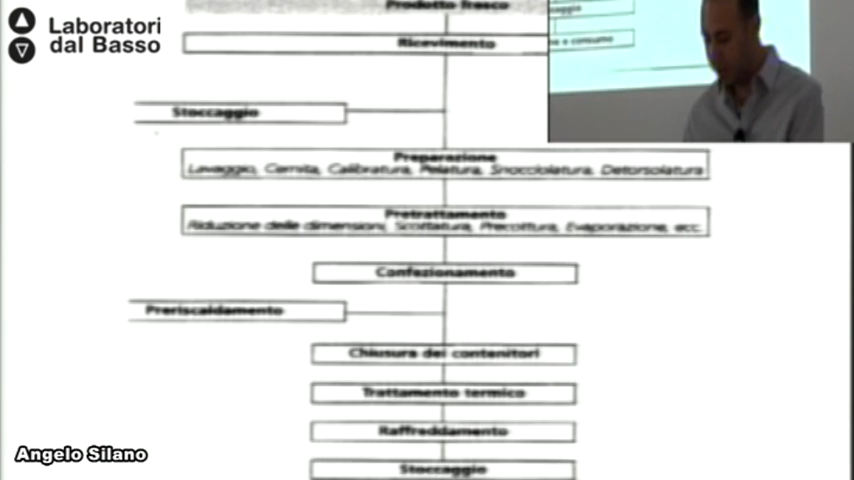 Laboratori
dal Basso
Prodotto fresco
Ricevimento
Stoccaggio
Preparazione
Lavaggio, Cernita, Calibratura, Pelatura, Snocciolatura, Detorsolatura
Pretrattamento
Riduzione delle dimensioni, Scottatura, Precottura, Evaporazione, ecc.
Confezionamento
Preriscaldamento
Chiusura dei contenitori
Trattamento termico
Raffreddamento
Stoccaggio
e consumo
Angelo Silano